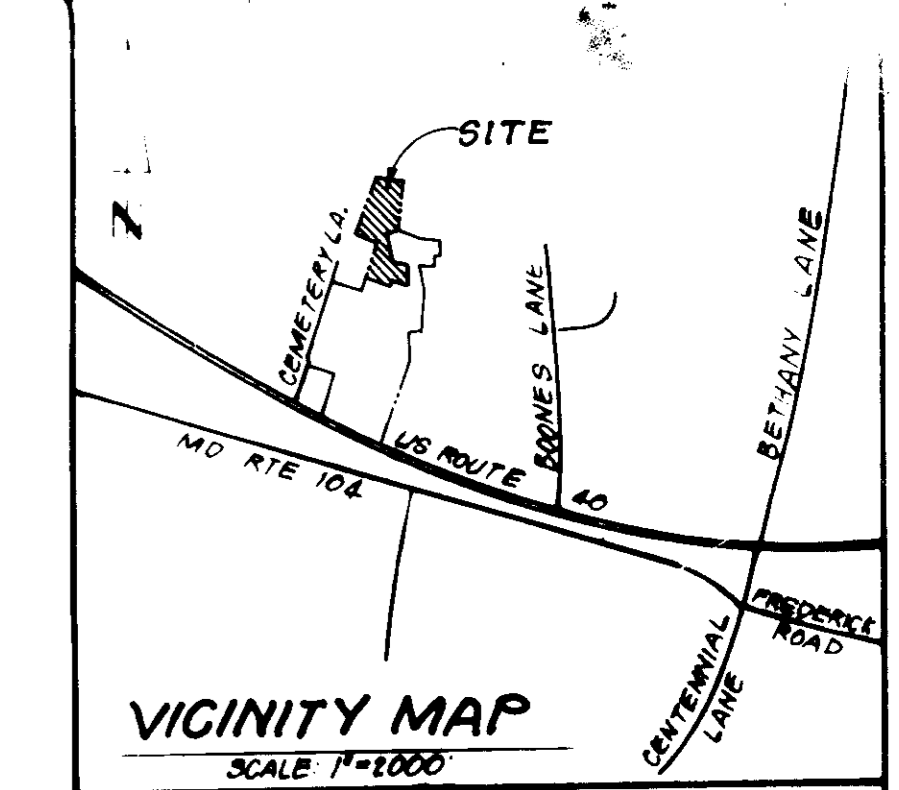 SITE
N
CEMETERY LA.
BOONES LANE
BETHANY LANE
US ROUTE 40
MD RTE 104
FREDERICK
ROAD
CENTENNIAL
LANE
VICINITY MAP
SCALE: 1"=2000'